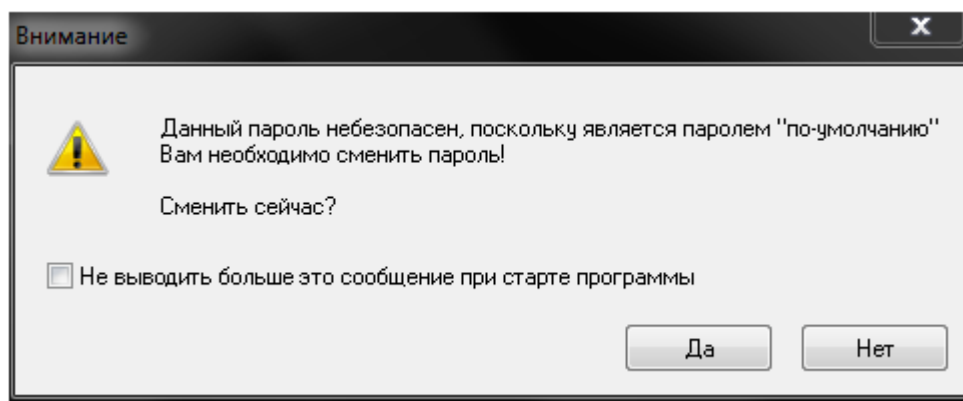 Внимание
Данный пароль небезопасен, поскольку является паролем "по-умолчанию"
Вам необходимо сменить пароль!
Сменить сейчас?
Не выводить больше это сообщение при старте программы
Да Нет